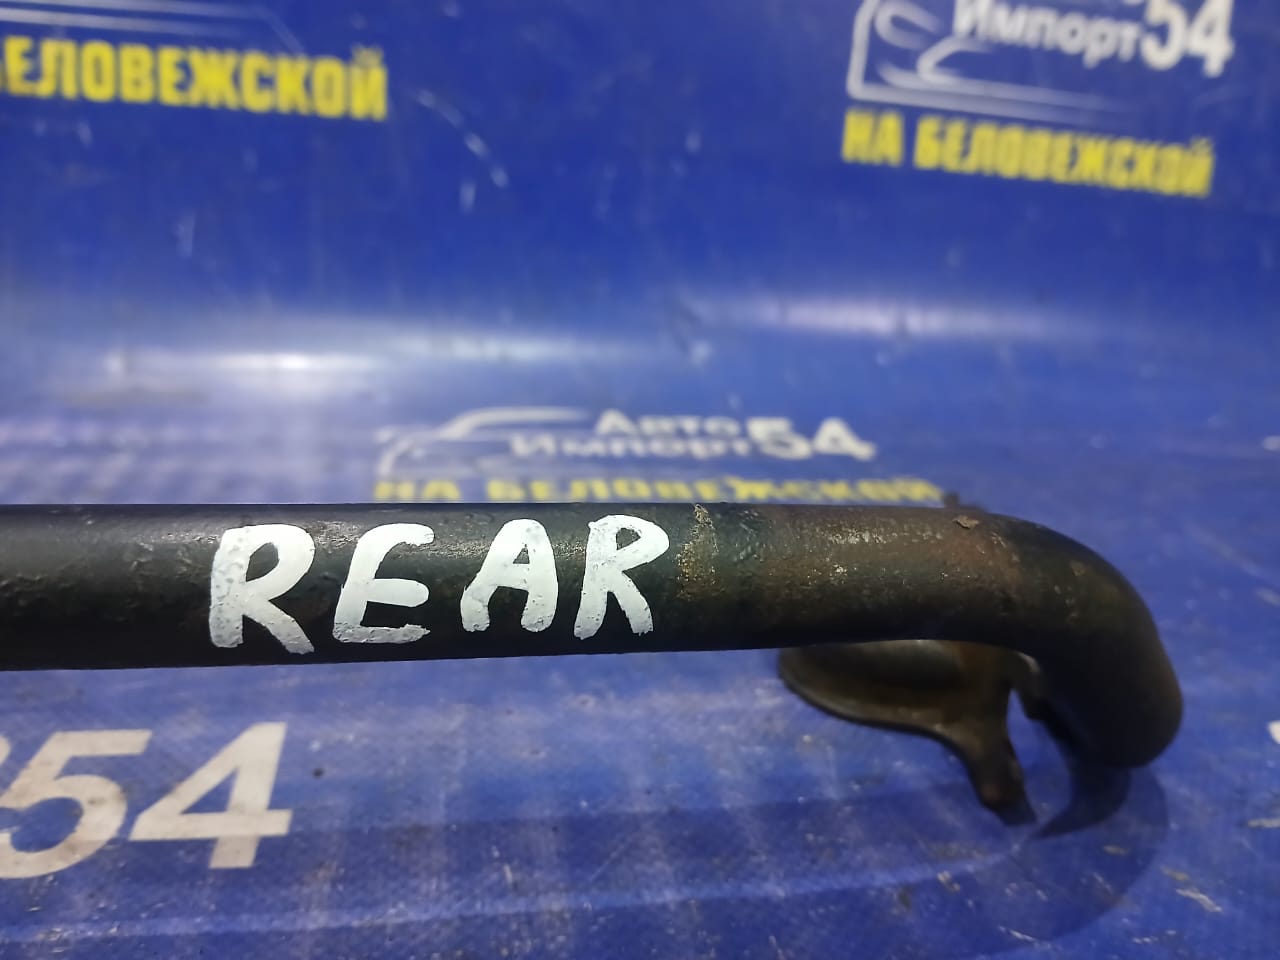 БЕЛОВЕЖСКОЙ
Импорт54
НА БЕЛОВЕЖСКОЙ
Авто
Импорт54
НА БЕЛОВЕЖСКОЙ
REAR
54